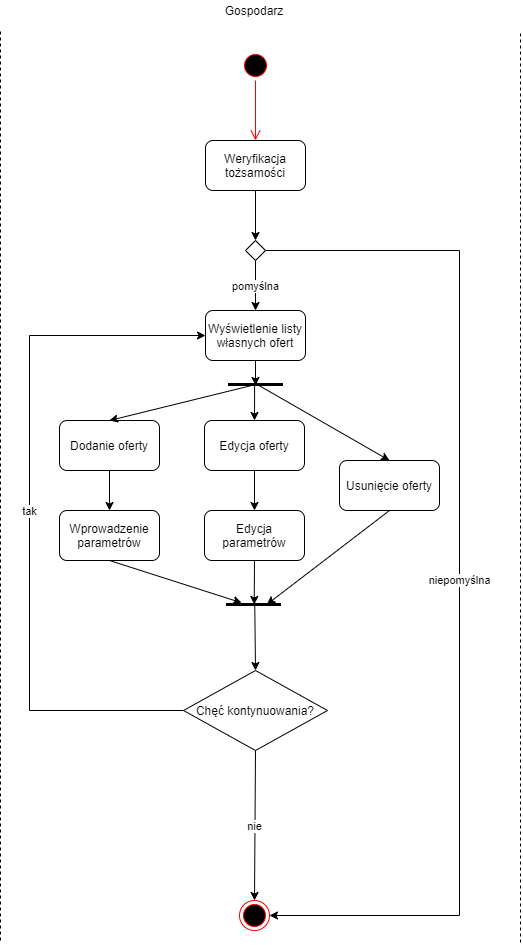 Gospodarz
Weryfikacja
tożsamości
pomyślna
Wyświetlenie listy
własnych ofert
Dodanie oferty
Edycja oferty
Usunięcie oferty
tak
Wprowadzenie
parametrów
Edycja
parametrów
niepomyślna
Chęć kontynuowania?
nie